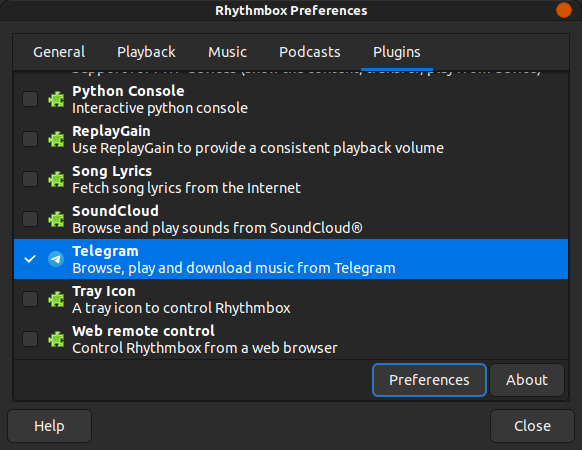 Rhythmbox Preferences
General Playback Music Podcasts Plugins
Python Console
Interactive python console
ReplayGain
Use ReplayGain to provide a consistent playback volume
Song Lyrics
Fetch song lyrics from the Internet
SoundCloud
Browse and play sounds from SoundCloud®
Telegram
Browse, play and download music from Telegram
Tray Icon
A tray icon to control Rhythmbox
Web remote control
Control Rhythmbox from a web browser
Preferences About
Help Close